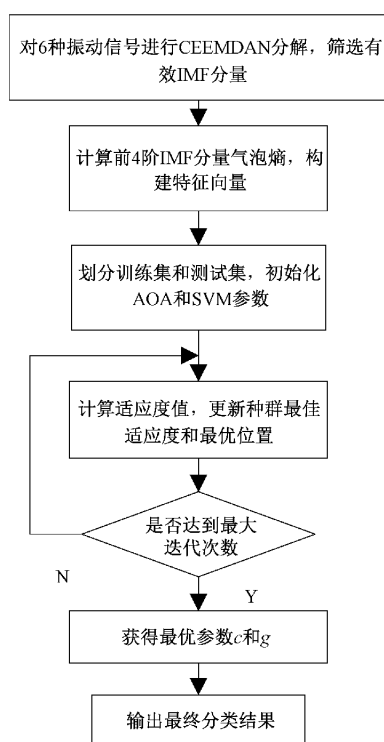 对6种振动信号进行CEEMDAN分解，筛选有
效IMF分量
计算前4阶IMF分量气泡熵，构
建特征向量
划分训练集和测试集，初始化
AOA和SVM参数
计算适应度值，更新种群最佳
适应度和最优位置
是否达到最大
迭代次数
N
Y
获得最优参数c和g
输出最终分类结果